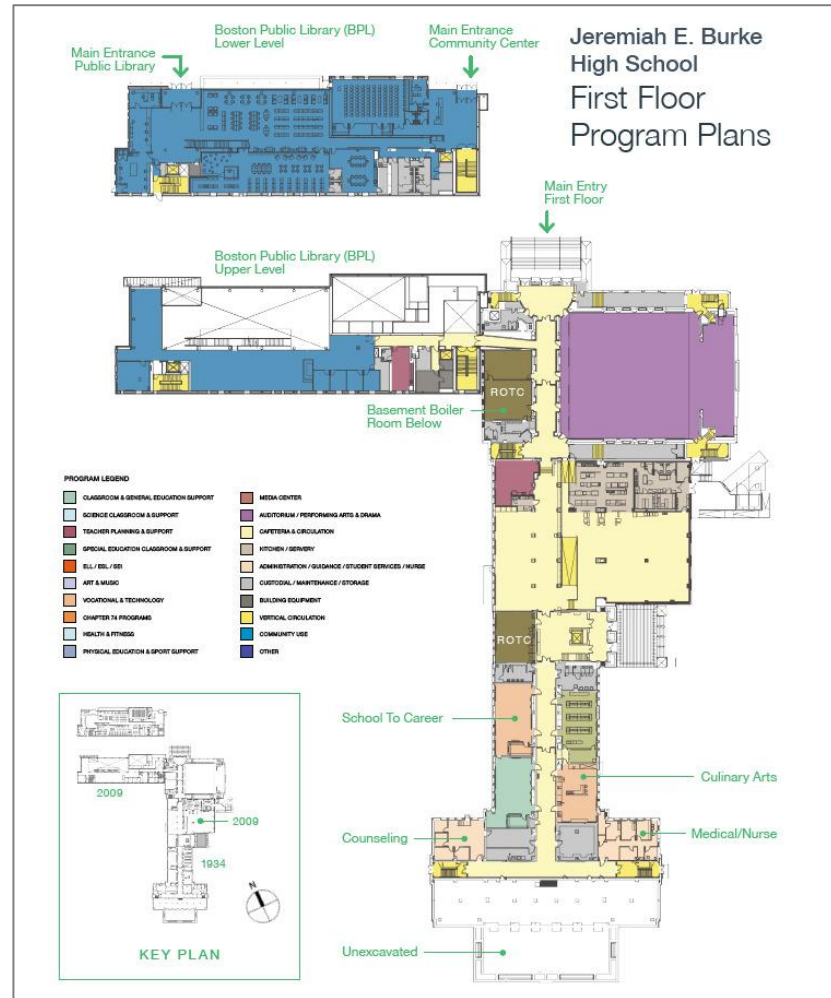 Jeremiah E. Burke
High School
First Floor
Program Plans
Boston Public Library (BPL)
Lower Level
Main Entrance
Public Library
Main Entrance
Community Center
Main Entry
First Floor
Boston Public Library (BPL)
Upper Level
ROTC
Basement Boiler
Room Below
PROGRAM LEGEND
CLASSROOM & GENERAL EDUCATION SUPPORT
SCIENCE CLASSROOM & SUPPORT
TEACHER PLANNING & SUPPORT
SPECIAL EDUCATION CLASSROOM & SUPPORT
ELL / ESL / SEI
ART & MUSIC
VOCATIONAL & TECHNOLOGY
CHAPTER 74 PROGRAMS
HEALTH & FITNESS
PHYSICAL EDUCATION & SPORT SUPPORT
MEDIA CENTER
AUDITORIUM / PERFORMING ARTS & DRAMA
CAFETERIA & CIRCULATION
KITCHEN / SERVERY
ADMINISTRATION / GUIDANCE / STUDENT SERVICES / NURSE
CUSTODIAL / MAINTENANCE / STORAGE
BUILDING EQUIPMENT
VERTICAL CIRCULATION
COMMUNITY USE
OTHER
ROTC
School To Career
Culinary Arts
Counseling
Medical/Nurse
Unexcavated
2009
2009
1934
N
KEY PLAN